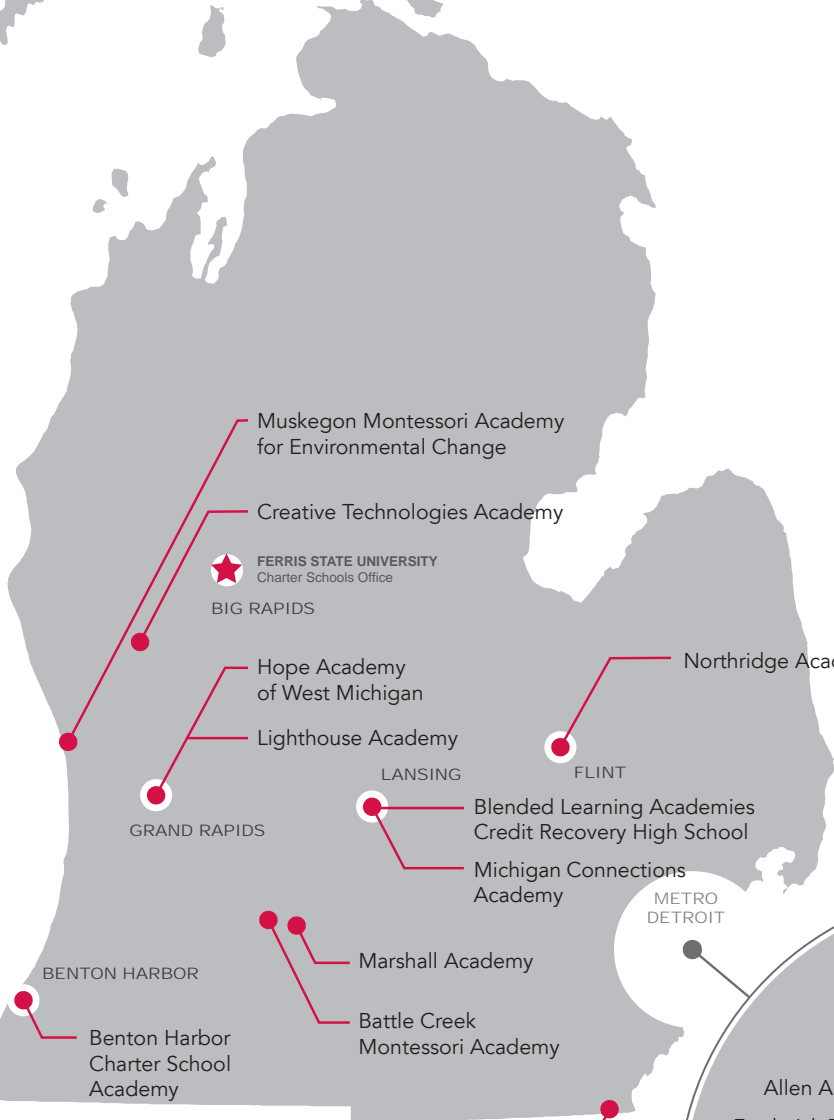 Muskegon Montessori Academy
for Environmental Change
Creative Technologies Academy
FERRIS STATE UNIVERSITY
Charter Schools Office
BIG RAPIDS
Hope Academy
of West Michigan
Northridge
Lighthouse Academy
LANSING
FLINT
Blended Learning Academies
Credit Recovery High School
GRAND RAPIDS
Michigan Connections
Academy
METRO
DETROIT
Marshall Academy
BENTON HARBOR
Battle Creek
Montessori Academy
Benton Harbor
Charter School
Academy
Allen